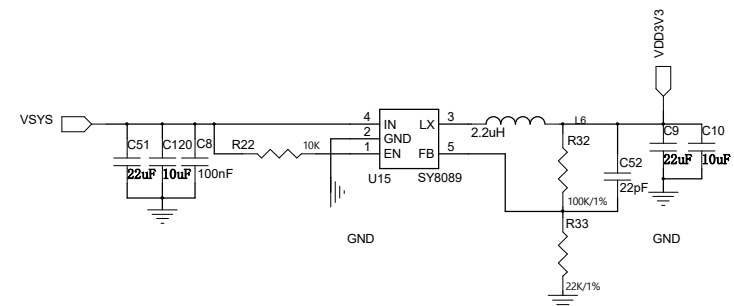 VDD3V3
VSYS
4 IN LX 3
2 GND
1 EN FB 5
2.2uH
L6
C51
22uF
C120
10uF
C8
100nF
R22
10K
U15
SY8089
R32
100K/1%
C52
22pF
C9
22uF
C10
10uF
R33
22K/1%
GND
GND